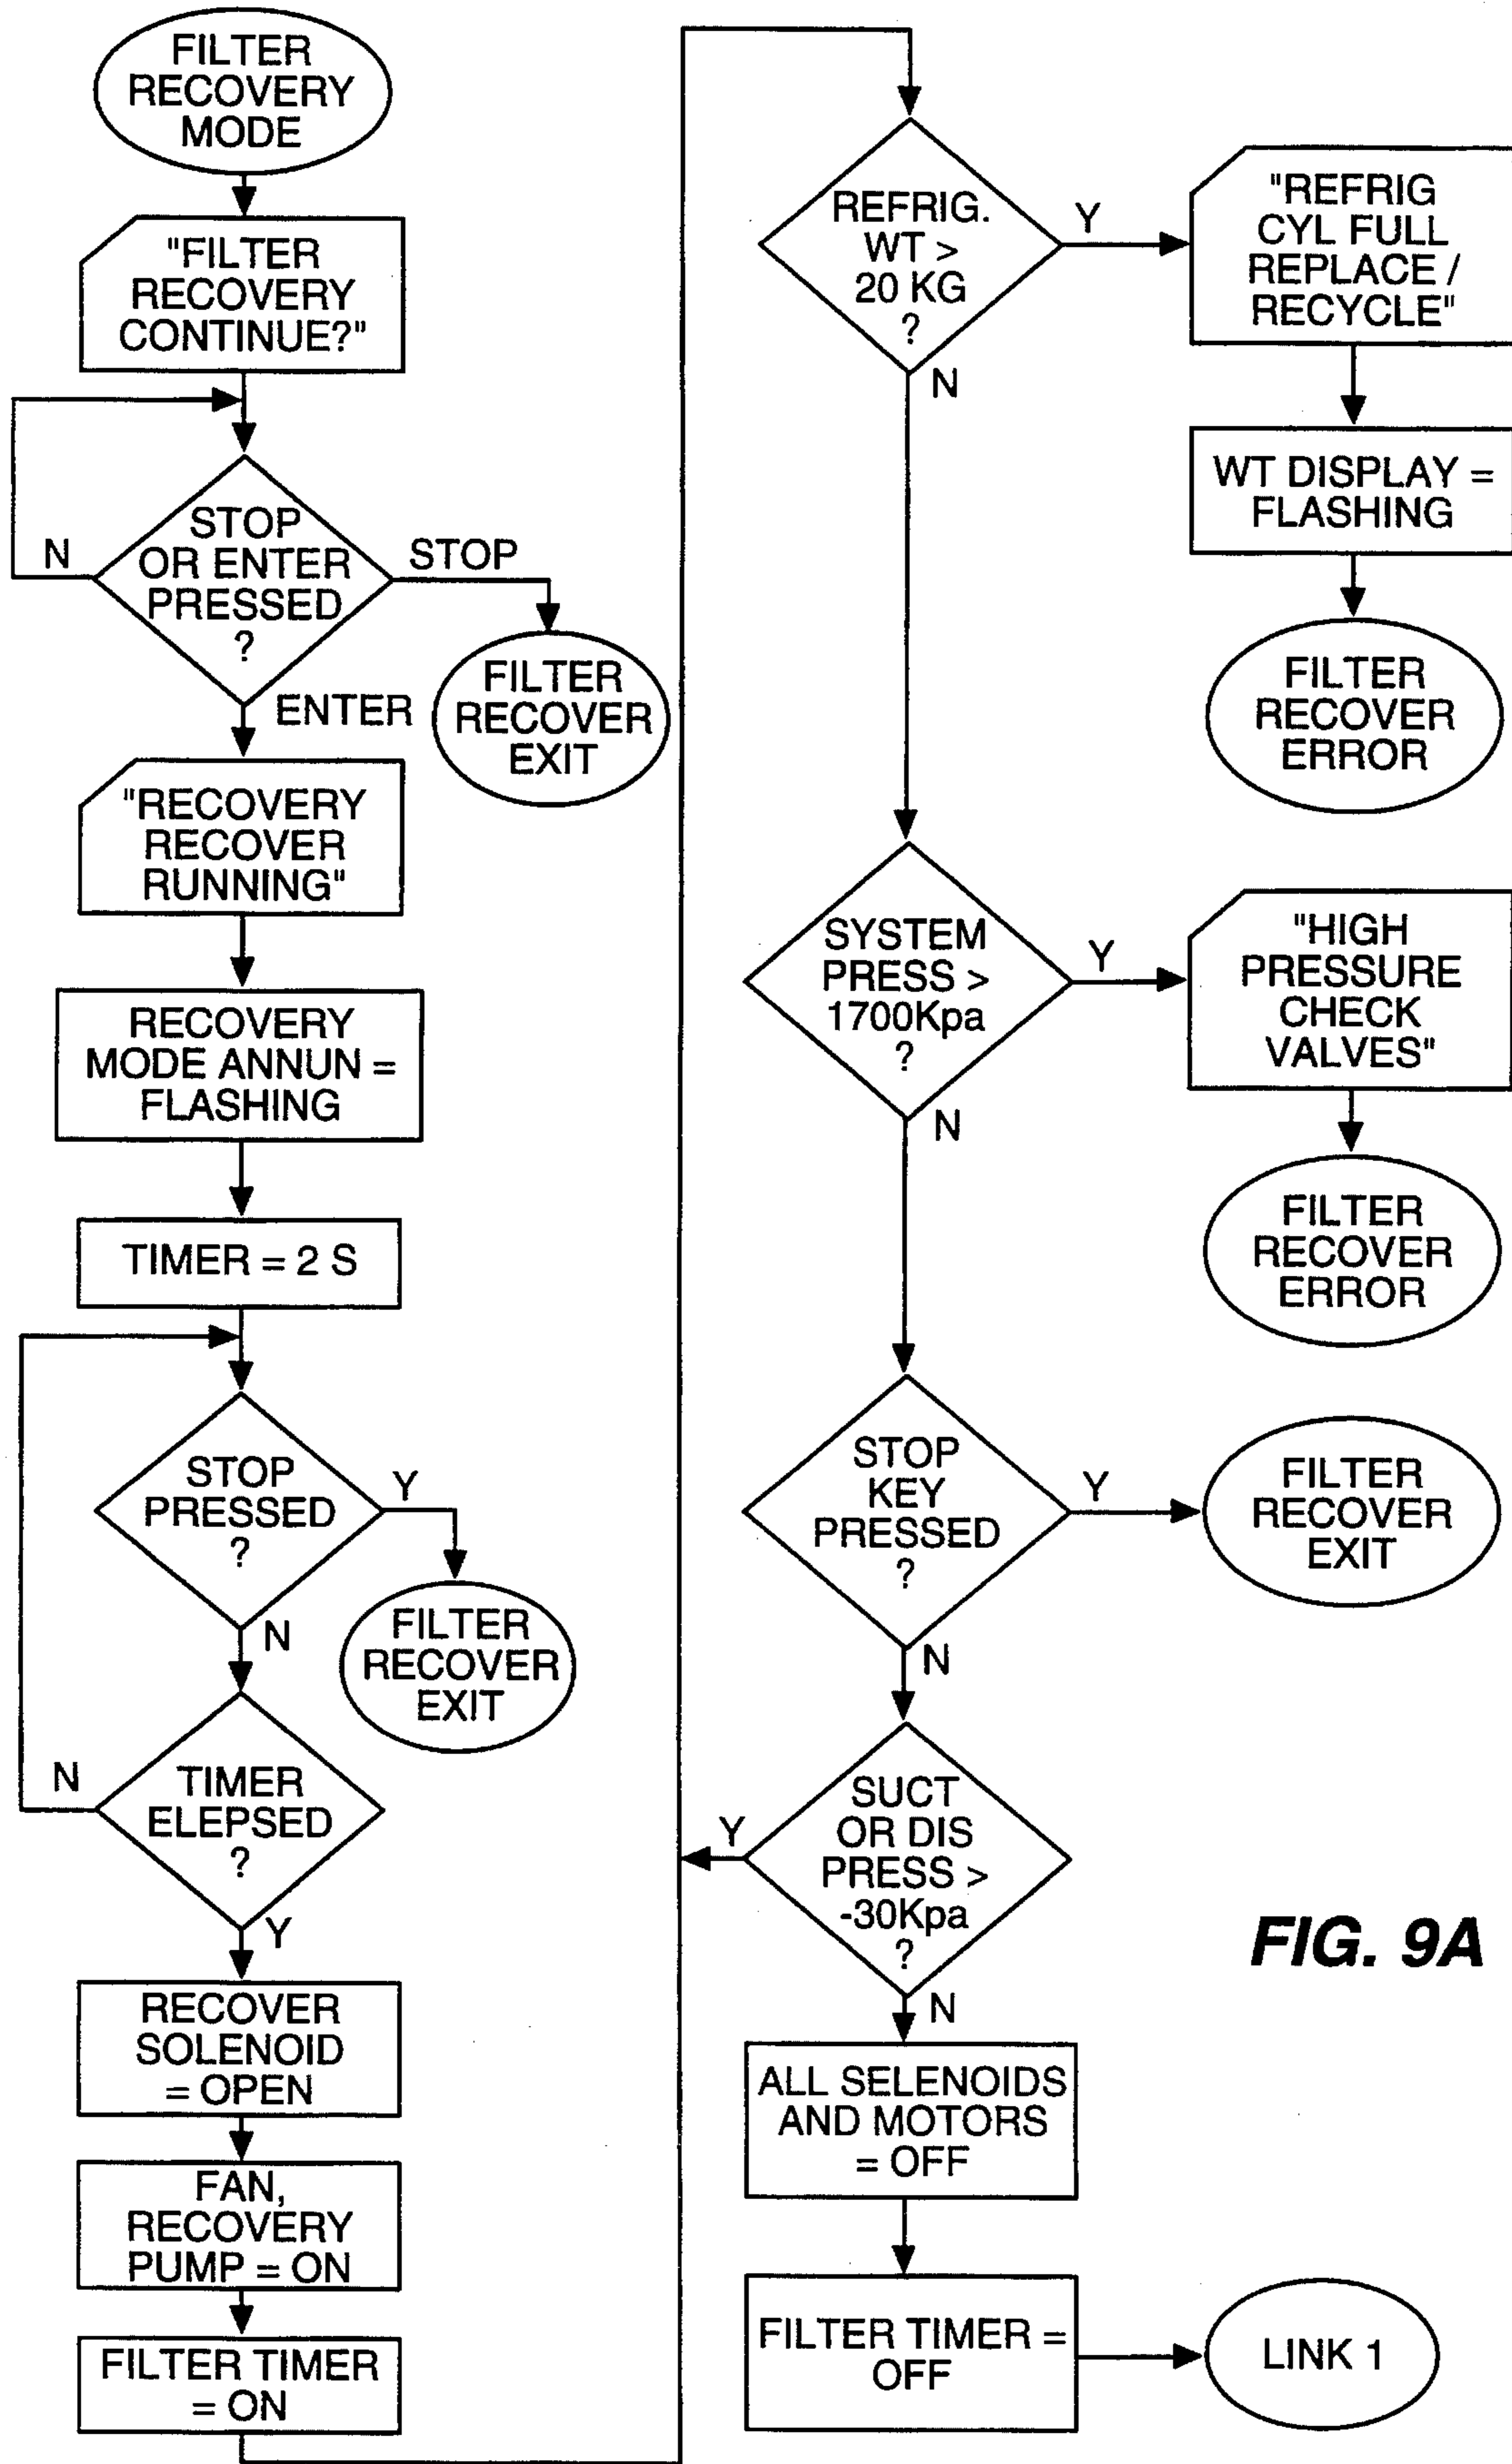 FILTER
RECOVERY
MODE
"FILTER
RECOVERY
CONTINUE?"
STOP
OR ENTER
PRESSED
?
N
STOP
FILTER
RECOVER
EXIT
ENTER
"RECOVERY
RECOVER
RUNNING"
RECOVERY
MODE ANNUN =
FLASHING
TIMER = 2 S
STOP
PRESSED
?
Y
FILTER
RECOVER
EXIT
N
TIMER
ELEPSED
?
N
Y
RECOVER
SOLENOID
= OPEN
FAN,
RECOVERY
PUMP = ON
FILTER TIMER
= ON
REFRIG.
WT >
20 KG
?
Y
"REFRIG
CYL FULL
REPLACE /
RECYCLE"
WT DISPLAY =
FLASHING
FILTER
RECOVER
ERROR
N
SYSTEM
PRESS >
1700Kpa
?
Y
"HIGH
PRESSURE
CHECK
VALVES"
FILTER
RECOVER
ERROR
N
STOP
KEY
PRESSED
?
Y
FILTER
RECOVER
EXIT
N
SUCT
OR DIS
PRESS >
-30Kpa
?
Y
N
ALL SELENOIDS
AND MOTORS
= OFF
FILTER TIMER =
OFF
LINK 1
FIG. 9A